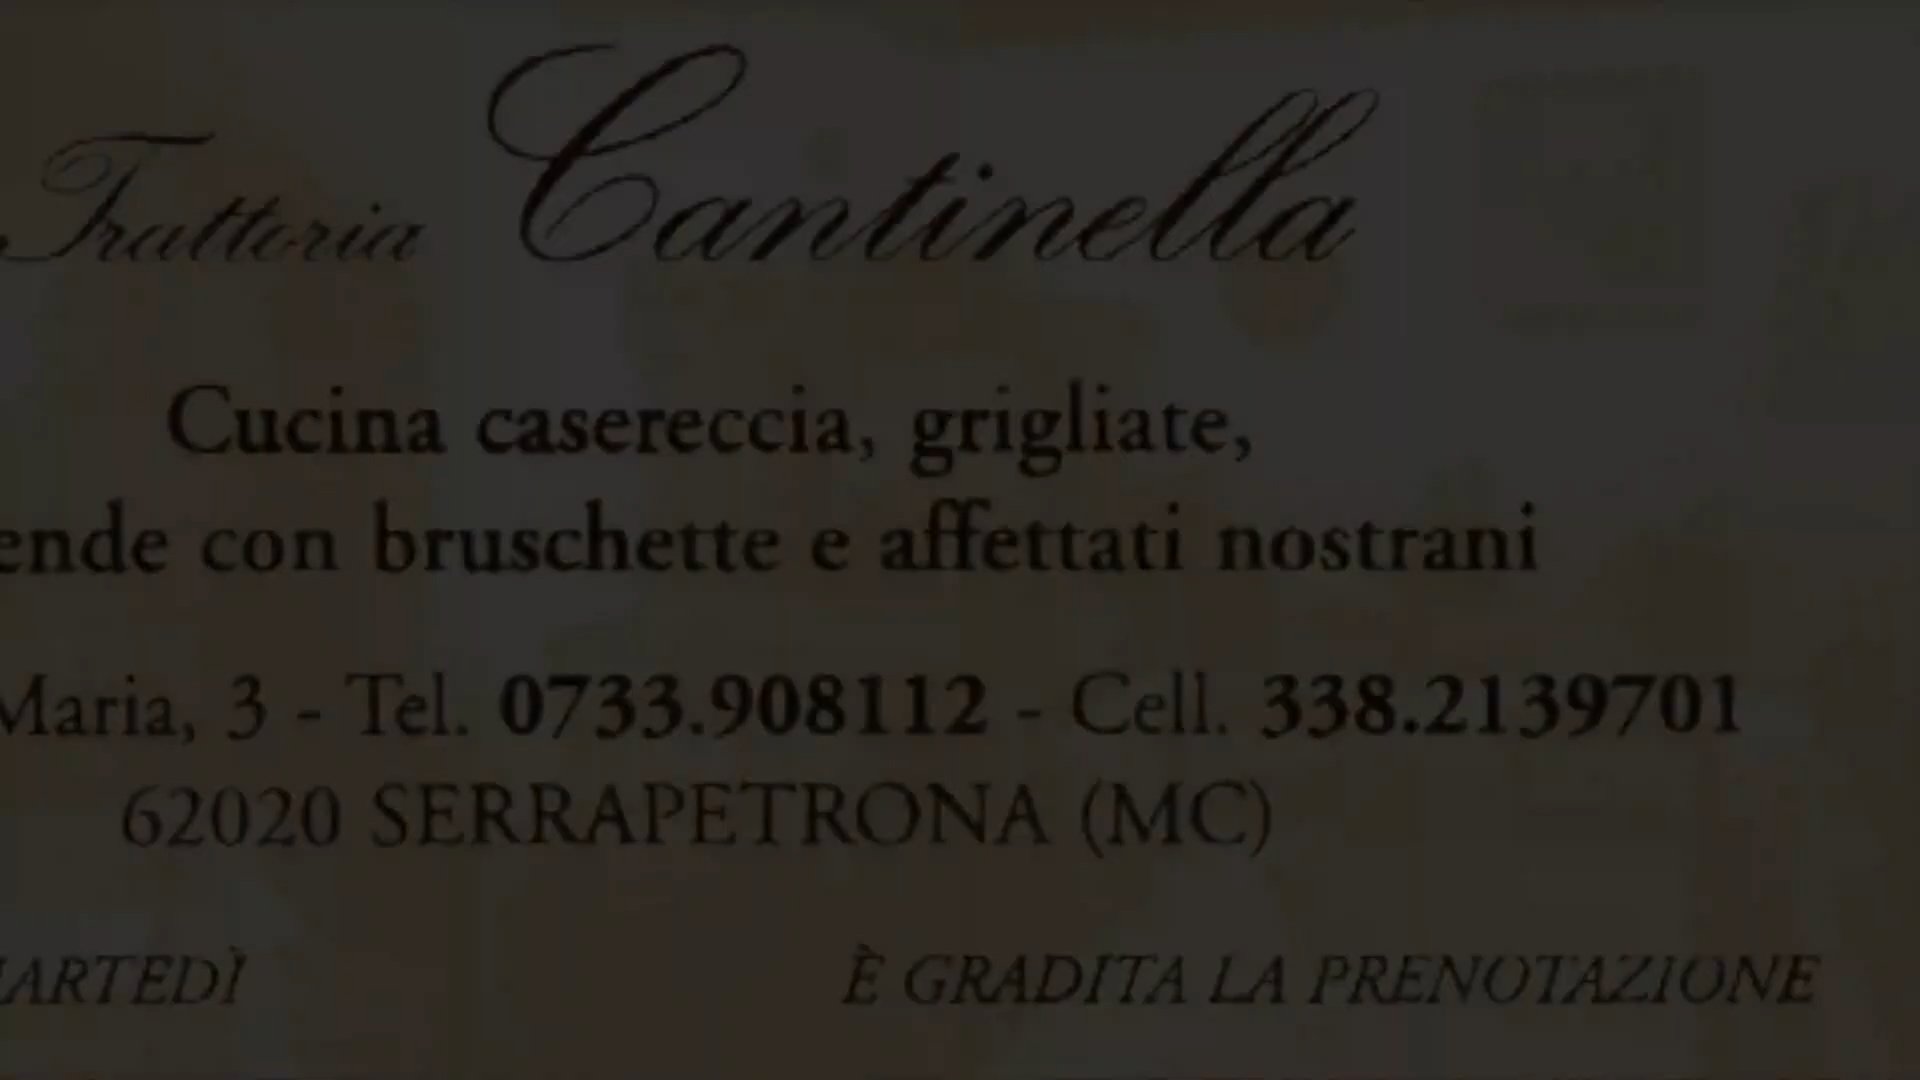 Trattoria Cantinella
Cucina casereccia, grigliate,
ende con bruschette e affettati nostrani
Maria, 3 - Tel. 0733.908112 - Cell. 338.2139701
62020 SERRAPETRONA (MC)
ARTEDÌ È GRADITA LA PRENOTAZIONE